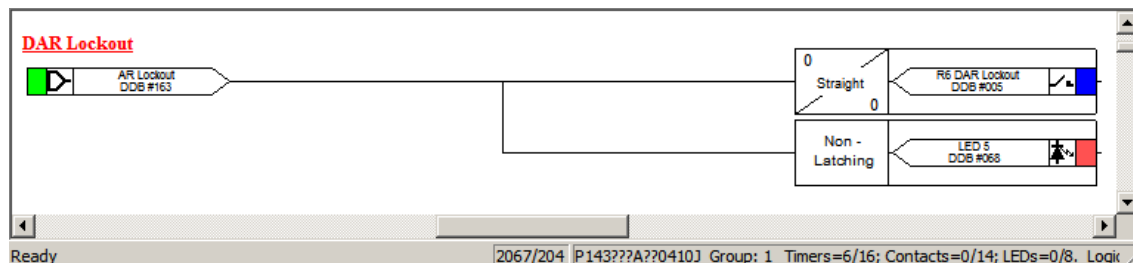 DAR Lockout
AR Lockout
DDB #163
0
Straight
0
R6 DAR Lockout
DDB #005
Non -
Latching
LED 5
DDB #068
Ready
2067/204
P143???A??0410J Group: 1 Timers=6/16; Contacts=0/14; LEDs=0/8. Logic